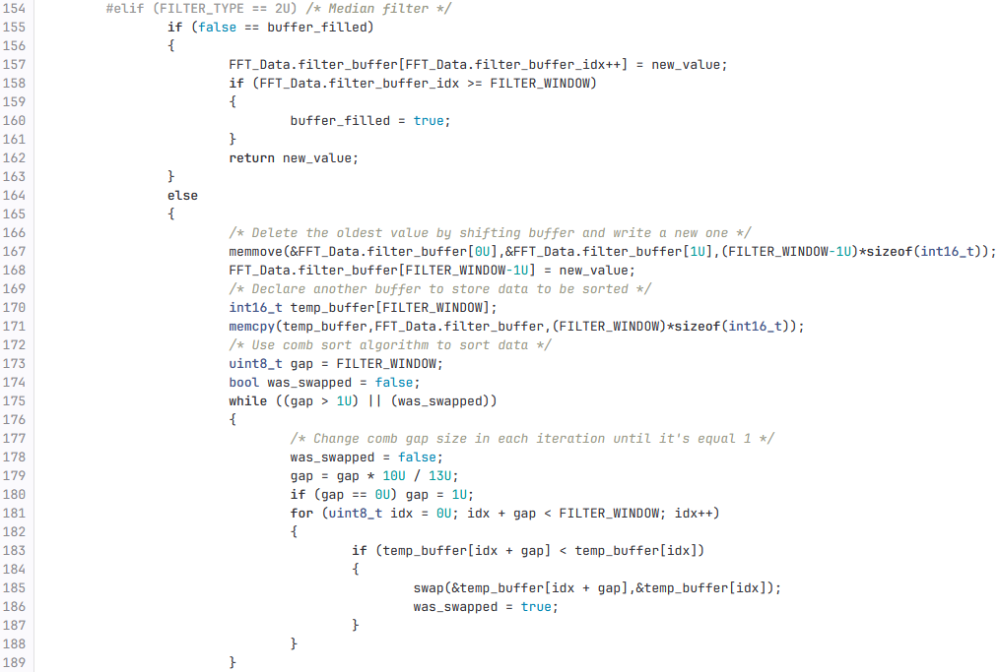 154 #elif (FILTER_TYPE == 2U) /* Median filter */
155 if (false == buffer_filled)
156 {
157 FFT_Data.filter_buffer[FFT_Data.filter_buffer_idx++] = new_value;
158 if (FFT_Data.filter_buffer_idx >= FILTER_WINDOW)
159 {
160 buffer_filled = true;
161 }
162 return new_value;
163 }
164 else
165 {
166 /* Delete the oldest value by shifting buffer and write a new one */
167 memmove(&FFT_Data.filter_buffer[0U],&FFT_Data.filter_buffer[1U],(FILTER_WINDOW-1U)*sizeof(int16_t));
168 FFT_Data.filter_buffer[FILTER_WINDOW-1U] = new_value;
169 /* Declare another buffer to store data to be sorted */
170 int16_t temp_buffer[FILTER_WINDOW];
171 memcpy(temp_buffer,FFT_Data.filter_buffer,(FILTER_WINDOW)*sizeof(int16_t));
172 /* Use comb sort algorithm to sort data */
173 uint8_t gap = FILTER_WINDOW;
174 bool was_swapped = false;
175 while ((gap > 1U) || (was_swapped))
176 {
177 /* Change comb gap size in each iteration until it's equal 1 */
178 was_swapped = false;
179 gap = gap * 10U / 13U;
180 if (gap == 0U) gap = 1U;
181 for (uint8_t idx = 0U; idx + gap < FILTER_WINDOW; idx++)
182 {
183 if (temp_buffer[idx + gap] < temp_buffer[idx])
184 {
185 swap(&temp_buffer[idx + gap],&temp_buffer[idx]);
186 was_swapped = true;
187 }
188 }
189 }